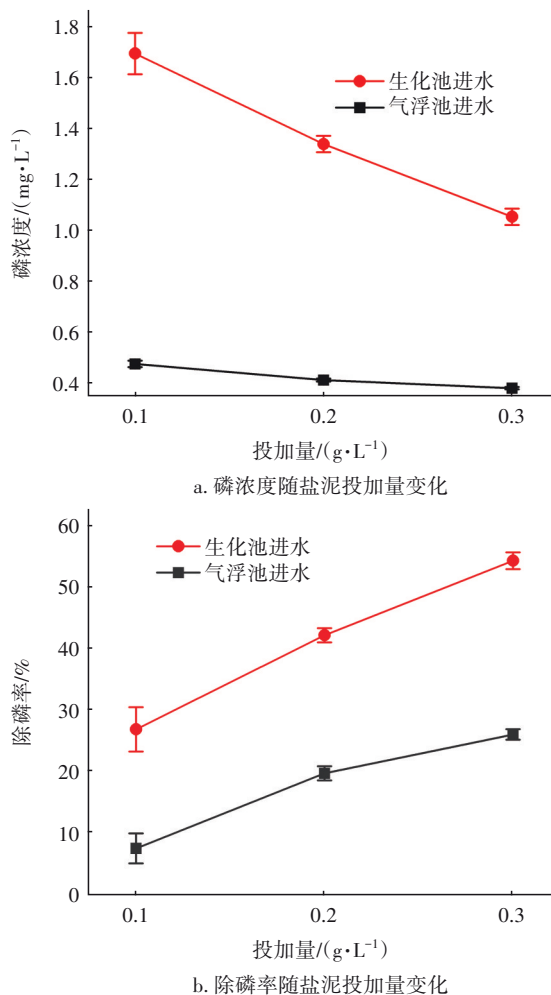 1.8
1.6
1.4
1.2
1.0
0.8
0.6
0.4
磷浓度/(mg·L⁻¹)
生化池进水
气浮池进水
0.1 0.2 0.3
投加量/(g·L⁻¹)
a. 磷浓度随盐泥投加量变化
60
50
40
30
20
10
0
除磷率/%
生化池进水
气浮池进水
0.1 0.2 0.3
投加量/(g·L⁻¹)
b. 除磷率随盐泥投加量变化